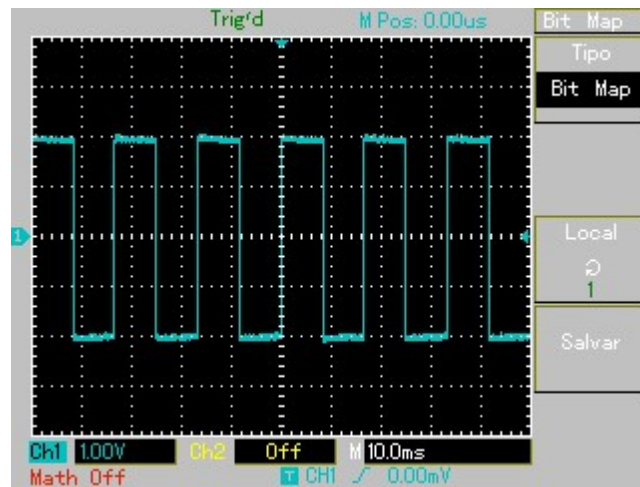 Trig'd M Pos: 0.00us Bit Map
Tipo
Bit Map
1
Local
1
Salvar
Ch1 1.00V Ch2 Off M 10.0ms
Math Off T CH1 0.00mV